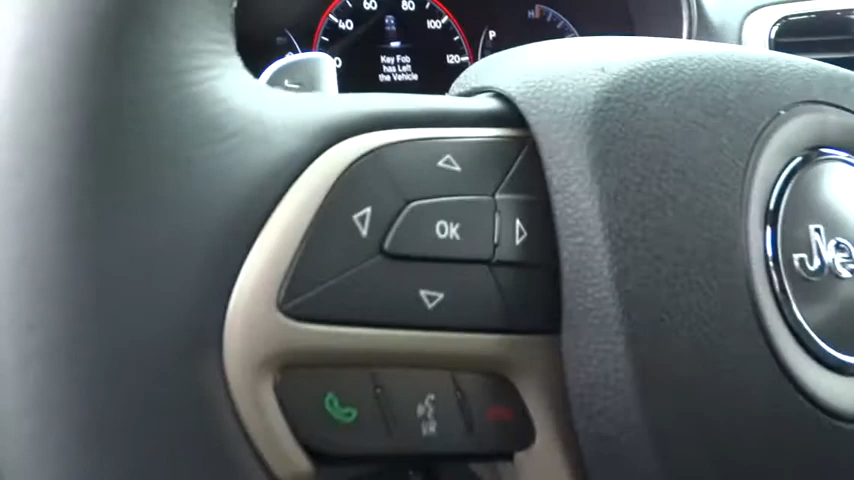 40
60
80
100
120
P
H
Key Fob
has Left
the Vehicle
OK
Je
VR